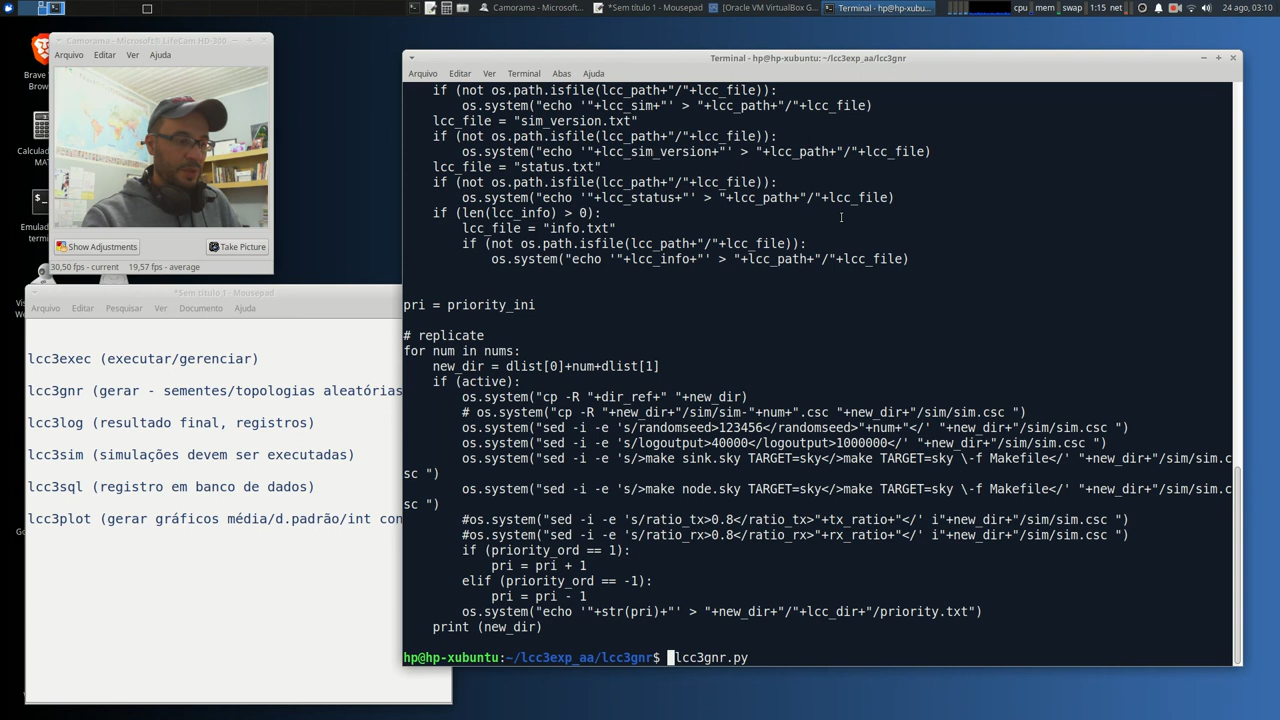 Camorama - Microsoft...
*Sem título 1 - Mousepad
[Oracle VM VirtualBox G...
Terminal - hp@hp-xubuntu...
cpu
mem
swap
1:15
net
24 ago, 03:10
Camorama - Microsoft® LifeCam HD-300
Arquivo Editar Ver Ajuda
Show Adjustments
Take Picture
30,50 fps - current 19,57 fps - average
Brave
Brows
Calculad
MAT
Emulad
termi
*Sem título 1 - Mousepad
Arquivo Editar Pesquisar Ver Documento Ajuda
lcc3exec (executar/gerenciar)
lcc3gnr (gerar - sementes/topologias aleatórias
lcc3log (resultado final, registros)
lcc3sim (simulações devem ser executadas)
lcc3sql (registro em banco de dados)
lcc3plot (gerar gráficos média/d.padrão/int con
Terminal - hp@hp-xubuntu: ~/lcc3exp_aa/lcc3gnr
Arquivo Editar Ver Terminal Abas Ajuda
if (not os.path.isfile(lcc_path+"/"+lcc_file)):
os.system("echo '"+lcc_sim+"' > "+lcc_path+"/"+lcc_file)
lcc_file = "sim_version.txt"
if (not os.path.isfile(lcc_path+"/"+lcc_file)):
os.system("echo '"+lcc_sim_version+"' > "+lcc_path+"/"+lcc_file)
lcc_file = "status.txt"
if (not os.path.isfile(lcc_path+"/"+lcc_file)):
os.system("echo '"+lcc_status+"' > "+lcc_path+"/"+lcc_file)
if (len(lcc_info) > 0):
lcc_file = "info.txt"
if (not os.path.isfile(lcc_path+"/"+lcc_file)):
os.system("echo '"+lcc_info+"' > "+lcc_path+"/"+lcc_file)
pri = priority_ini
# replicate
for num in nums:
new_dir = dlist[0]+num+dlist[1]
if (active):
os.system("cp -R "+dir_ref+" "+new_dir)
# os.system("cp -R "+new_dir+"/sim/sim-"+num+".csc "+new_dir+"/sim/sim.csc ")
os.system("sed -i -e 's/randomseed>123456</randomseed>"+num+"</' "+new_dir+"/sim/sim.csc ")
os.system("sed -i -e 's/logoutput>40000</logoutput>1000000</' "+new_dir+"/sim/sim.csc ")
os.system("sed -i -e 's/>make sink.sky TARGET=sky</>make TARGET=sky \-f Makefile</' "+new_dir+"/sim/sim.c
sc ")
os.system("sed -i -e 's/>make node.sky TARGET=sky</>make TARGET=sky \-f Makefile</' "+new_dir+"/sim/sim.c
sc ")
#os.system("sed -i -e 's/ratio_tx>0.8</ratio_tx>"+tx_ratio+"</' i"+new_dir+"/sim/sim.csc ")
#os.system("sed -i -e 's/ratio_rx>0.8</ratio_rx>"+rx_ratio+"</' i"+new_dir+"/sim/sim.csc ")
if (priority_ord == 1):
pri = pri + 1
elif (priority_ord == -1):
pri = pri - 1
os.system("echo '"+str(pri)+"' > "+new_dir+"/"+lcc_dir+"/priority.txt")
print (new_dir)
hp@hp-xubuntu:~/lcc3exp_aa/lcc3gnr$ lcc3gnr.py